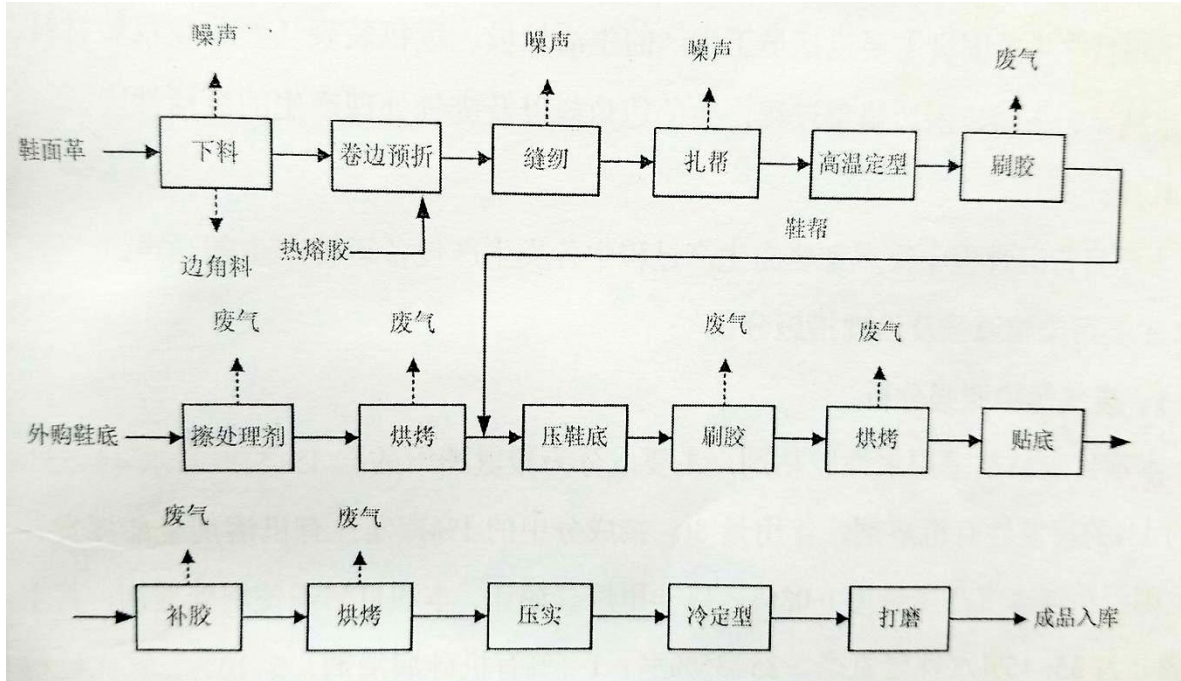 噪声 噪声 噪声 废气
鞋面革 下料 卷边预折 缝纫 扎帮 高温定型 刷胶
鞋帮
边角料 热熔胶
废气 废气 废气 废气
外购鞋底 擦处理剂 烘烤 压鞋底 刷胶 烘烤 贴底
废气 废气
补胶 烘烤 压实 冷定型 打磨 成品入库